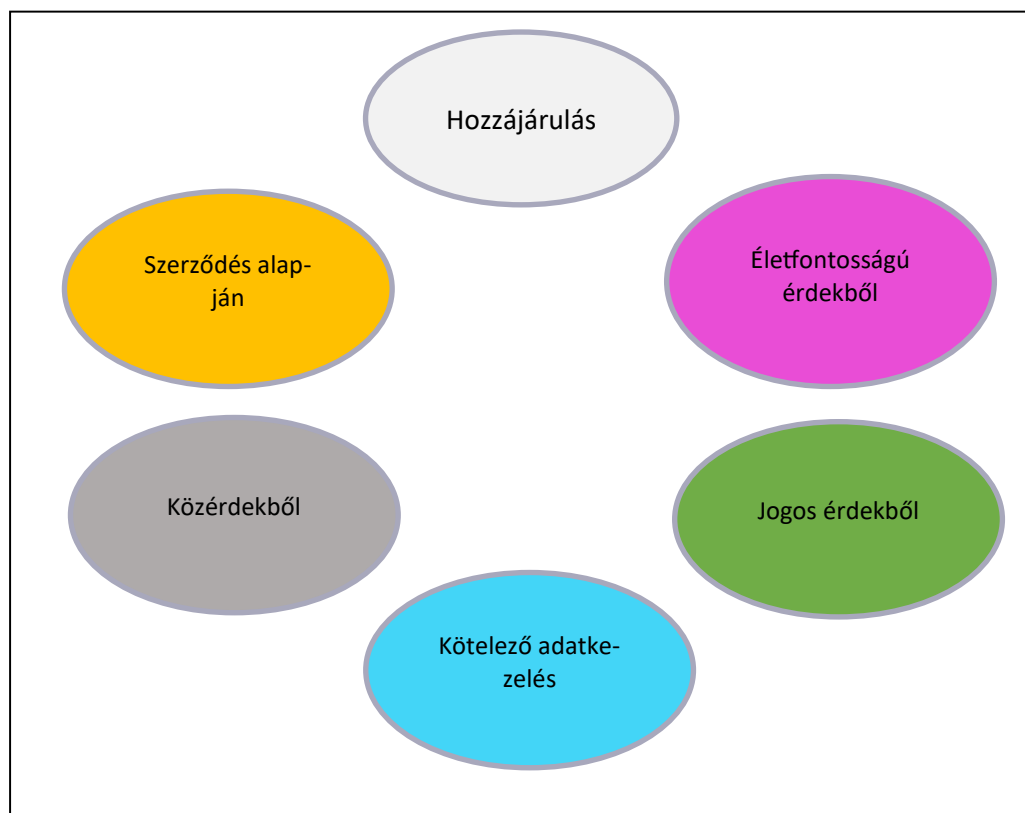 Hozzájárulás
Szerződés alap-
ján
Életfontosságú
érdekből
Közérdekből
Jogos érdekből
Kötelező adatke-
zelés